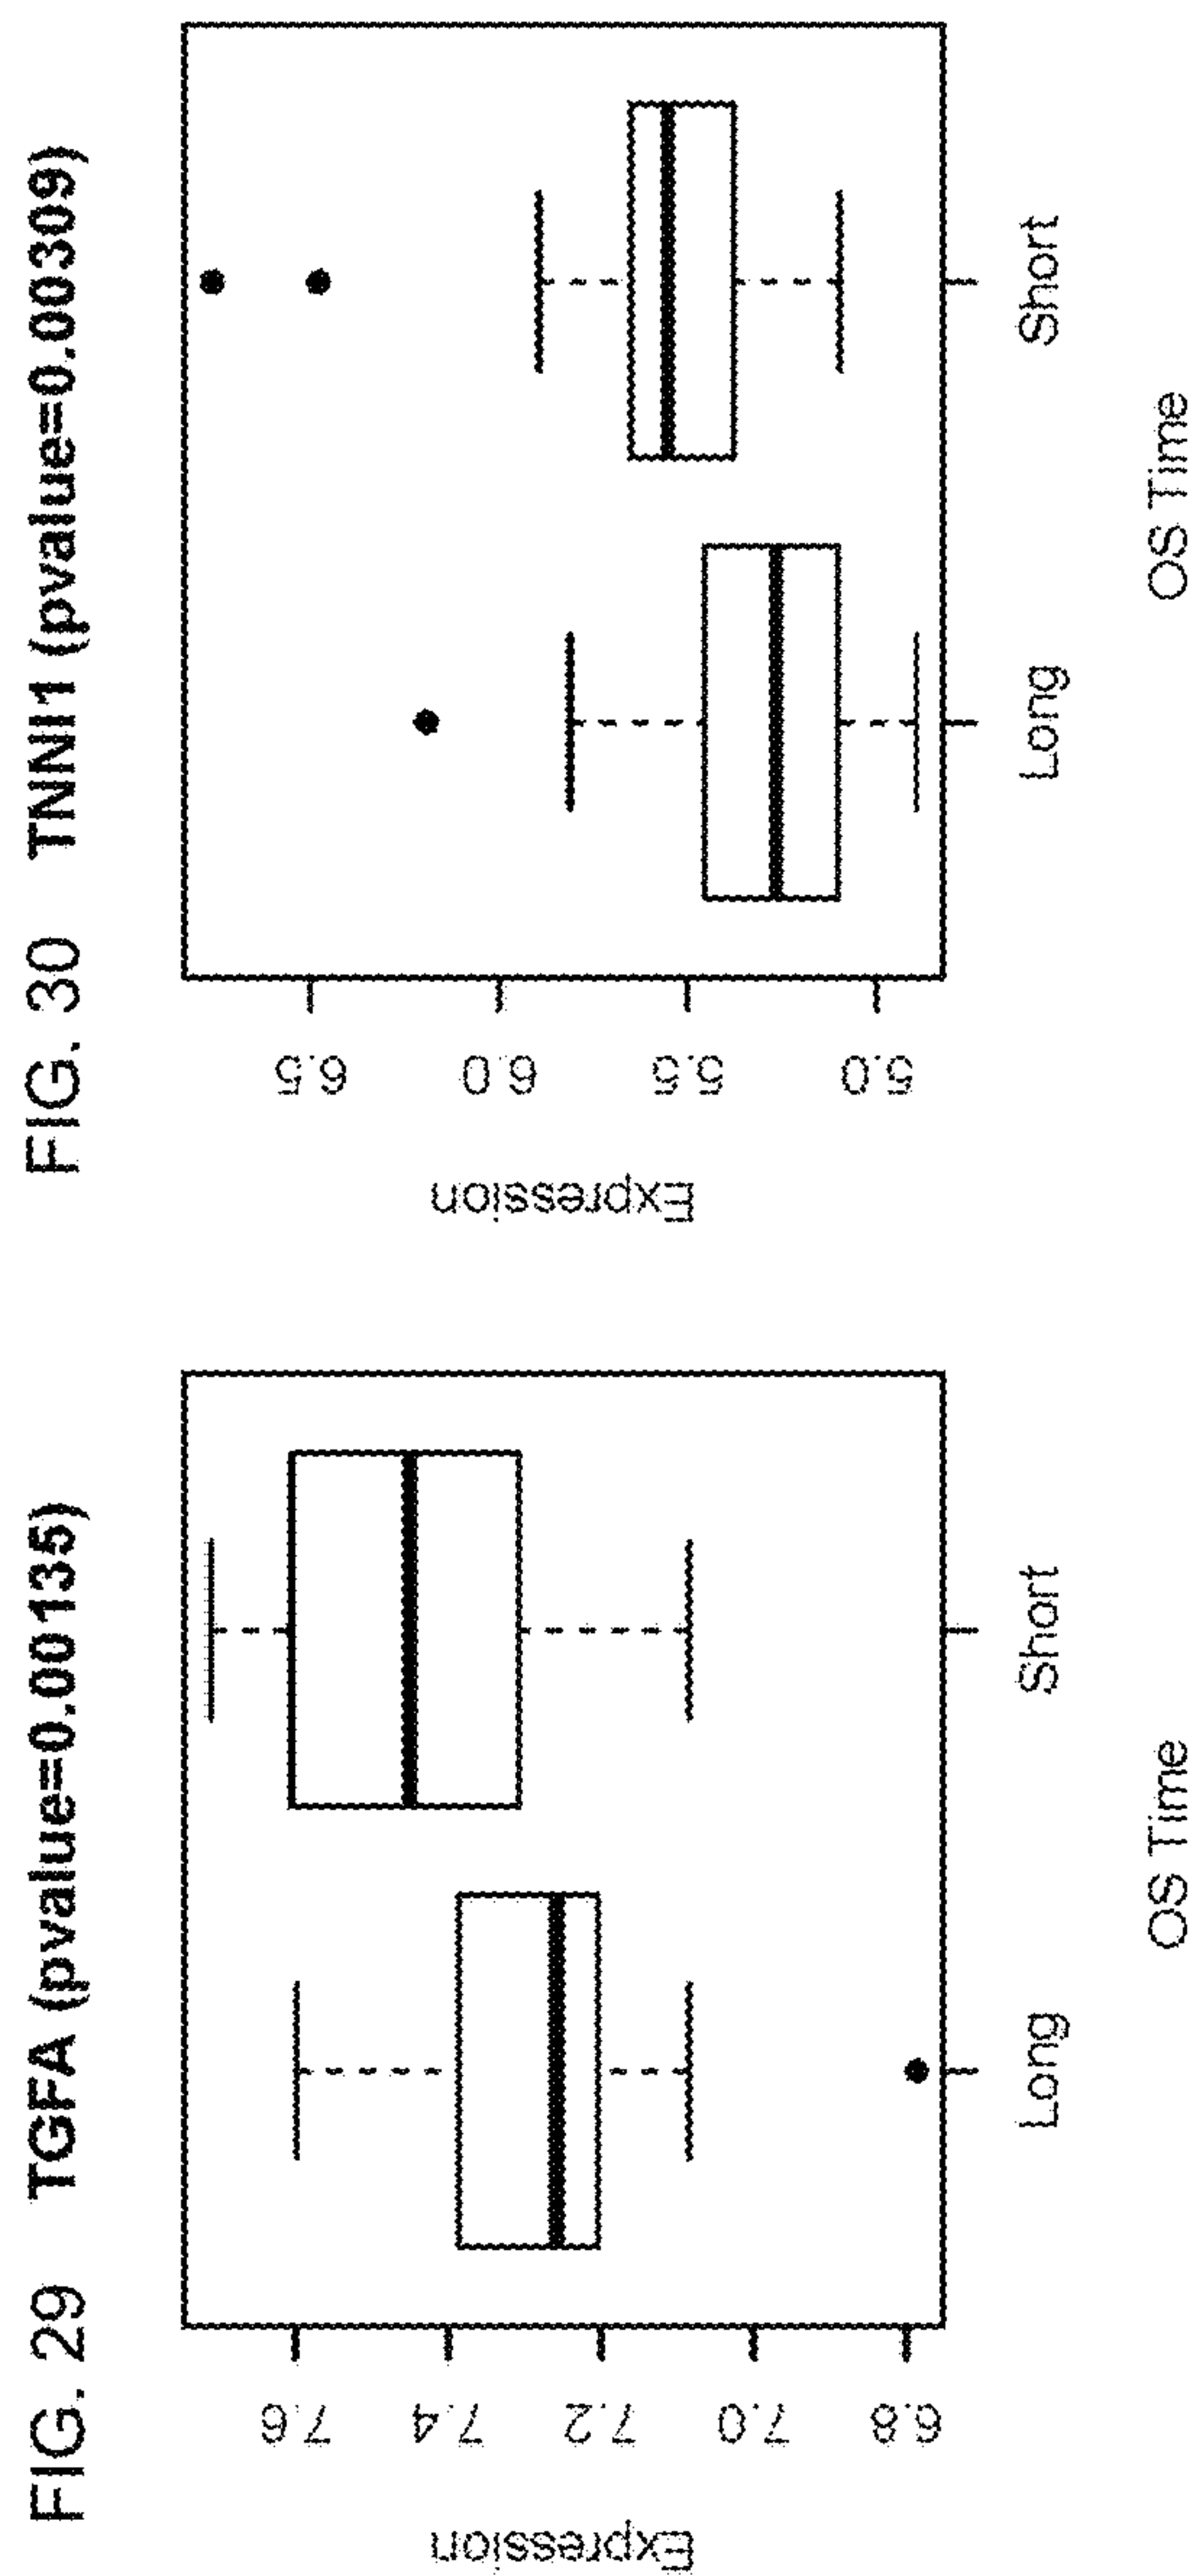 FIG. 29 TGFA (pvalue=0.00135)
Expression
7.6
7.4
7.2
7.0
6.8
Long
Short
OS Time
FIG. 30 TNNI1 (pvalue=0.00309)
Expression
6.5
6.0
5.5
5.0
Long
Short
OS Time